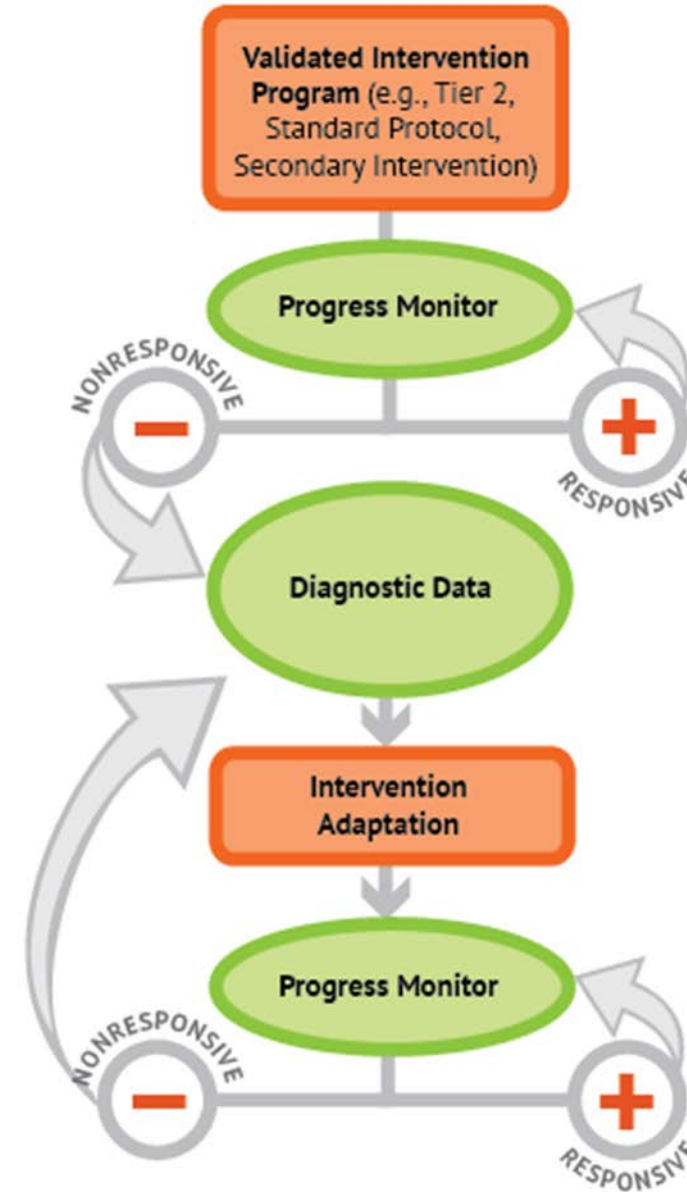 Validated Intervention
Program (e.g., Tier 2,
Standard Protocol,
Secondary Intervention)
Progress Monitor
NONRESPONSIVE
RESPONSIVE
Diagnostic Data
Intervention
Adaptation
Progress Monitor
NONRESPONSIVE
RESPONSIVE